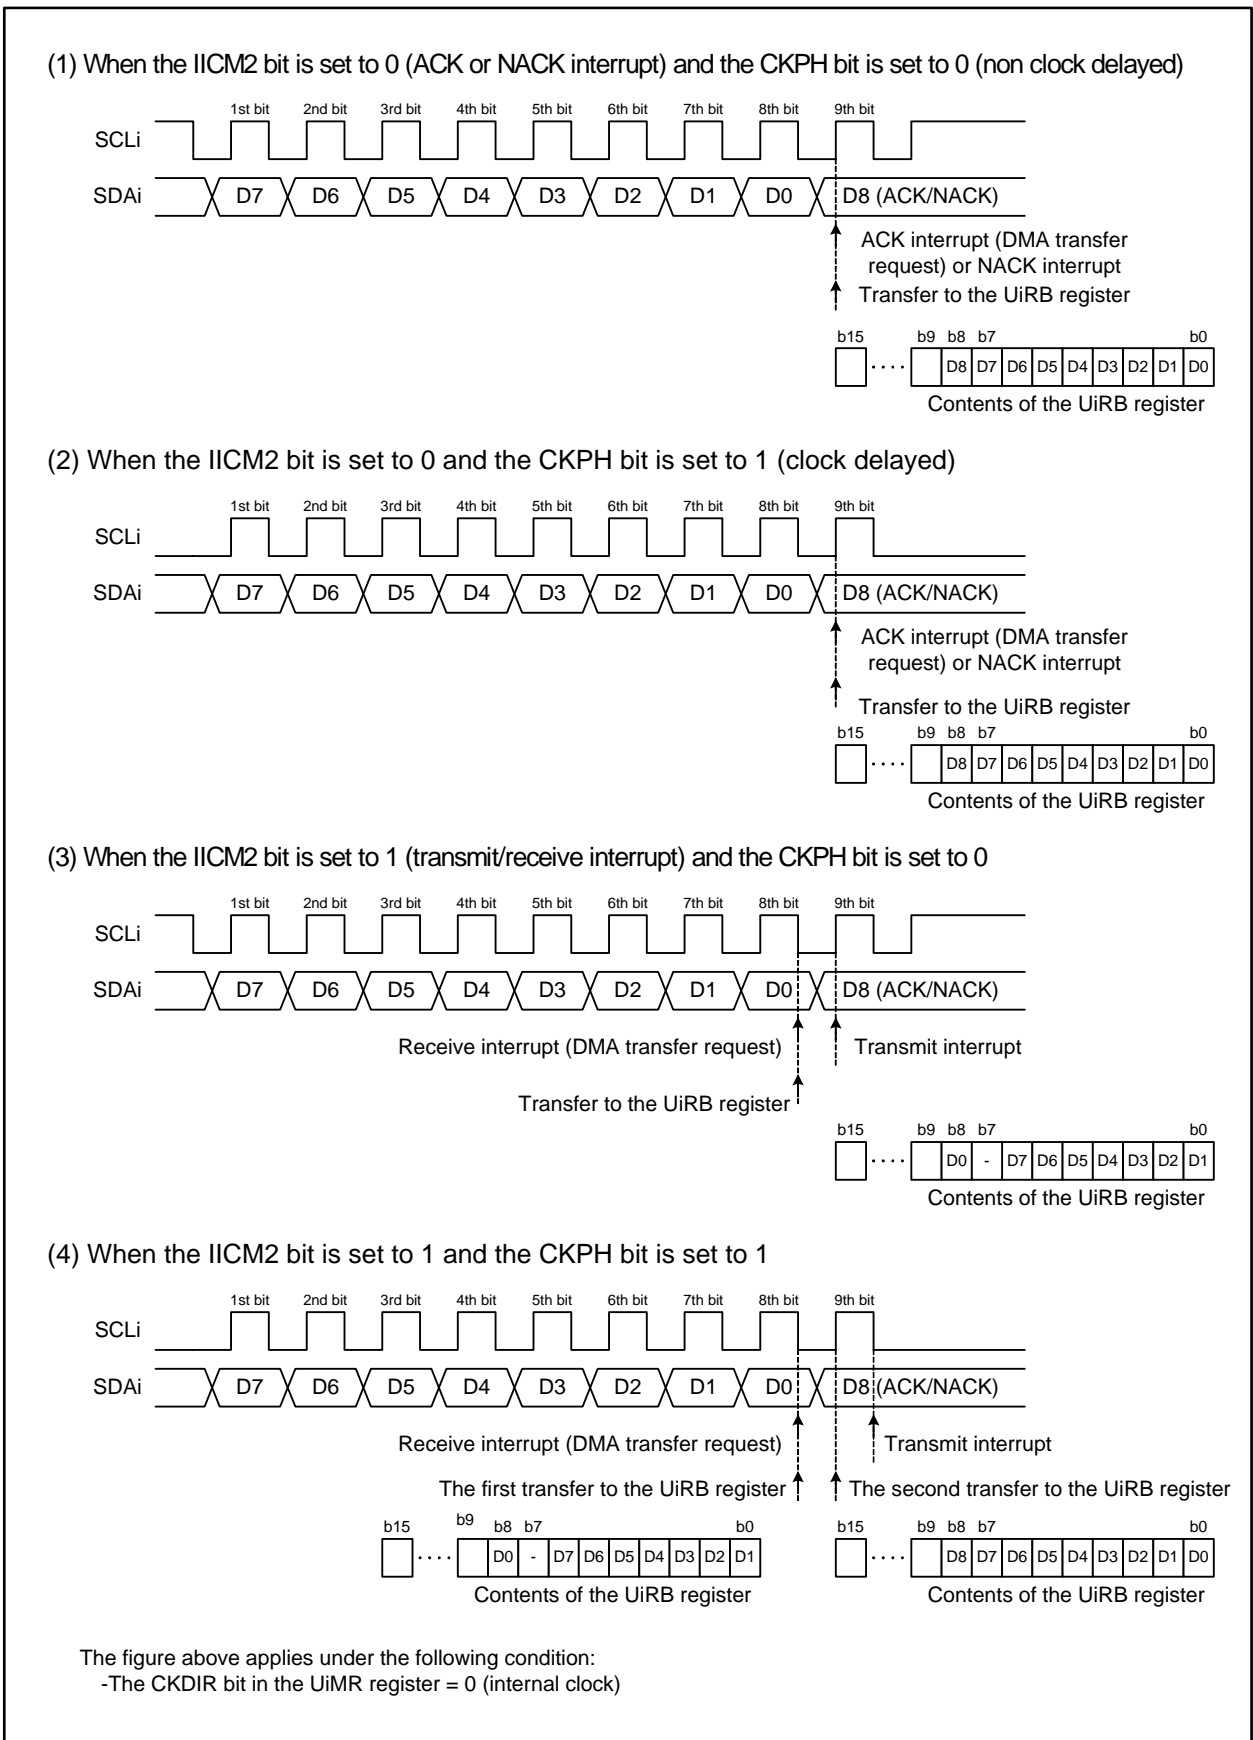 (1) When the IICM2 bit is set to 0 (ACK or NACK interrupt) and the CKPH bit is set to 0 (non clock delayed)
1st bit 2nd bit 3rd bit 4th bit 5th bit 6th bit 7th bit 8th bit 9th bit
SCLi
SDAi D7 D6 D5 D4 D3 D2 D1 D0 D8 (ACK/NACK)
ACK interrupt (DMA transfer
request) or NACK interrupt
Transfer to the UiRB register
b15 b9 b8 b7 b0
···· D8 D7 D6 D5 D4 D3 D2 D1 D0
Contents of the UiRB register
(2) When the IICM2 bit is set to 0 and the CKPH bit is set to 1 (clock delayed)
1st bit 2nd bit 3rd bit 4th bit 5th bit 6th bit 7th bit 8th bit 9th bit
SCLi
SDAi D7 D6 D5 D4 D3 D2 D1 D0 D8 (ACK/NACK)
ACK interrupt (DMA transfer
request) or NACK interrupt
Transfer to the UiRB register
b15 b9 b8 b7 b0
···· D8 D7 D6 D5 D4 D3 D2 D1 D0
Contents of the UiRB register
(3) When the IICM2 bit is set to 1 (transmit/receive interrupt) and the CKPH bit is set to 0
1st bit 2nd bit 3rd bit 4th bit 5th bit 6th bit 7th bit 8th bit 9th bit
SCLi
SDAi D7 D6 D5 D4 D3 D2 D1 D0 D8 (ACK/NACK)
Receive interrupt (DMA transfer request) Transmit interrupt
Transfer to the UiRB register
b15 b9 b8 b7 b0
···· D0 - D7 D6 D5 D4 D3 D2 D1
Contents of the UiRB register
(4) When the IICM2 bit is set to 1 and the CKPH bit is set to 1
1st bit 2nd bit 3rd bit 4th bit 5th bit 6th bit 7th bit 8th bit 9th bit
SCLi
SDAi D7 D6 D5 D4 D3 D2 D1 D0 D8 (ACK/NACK)
Receive interrupt (DMA transfer request) Transmit interrupt
The first transfer to the UiRB register The second transfer to the UiRB register
b15 b9 b8 b7 b0 b15 b9 b8 b7 b0
···· D0 - D7 D6 D5 D4 D3 D2 D1 ···· D8 D7 D6 D5 D4 D3 D2 D1 D0
Contents of the UiRB register Contents of the UiRB register
The figure above applies under the following condition:
-The CKDIR bit in the UiMR register = 0 (internal clock)